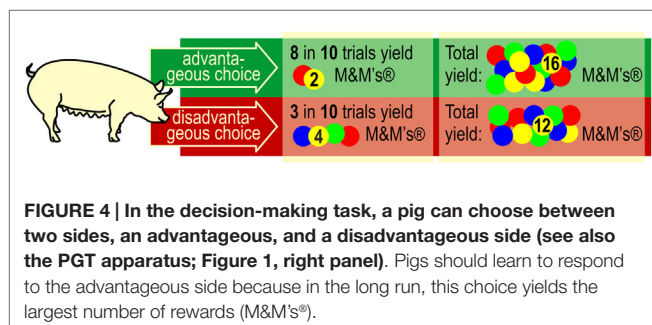 advanta-
geous choice
8 in 10 trials yield
2 M&M's®
Total
yield: 16 M&M's®
disadvanta-
geous choice
3 in 10 trials yield
4 M&M's®
Total
yield: 12 M&M's®
FIGURE 4 | In the decision-making task, a pig can choose between
two sides, an advantageous, and a disadvantageous side (see also
the PGT apparatus; Figure 1, right panel). Pigs should learn to respond
to the advantageous side because in the long run, this choice yields the
largest number of rewards (M&M's®).